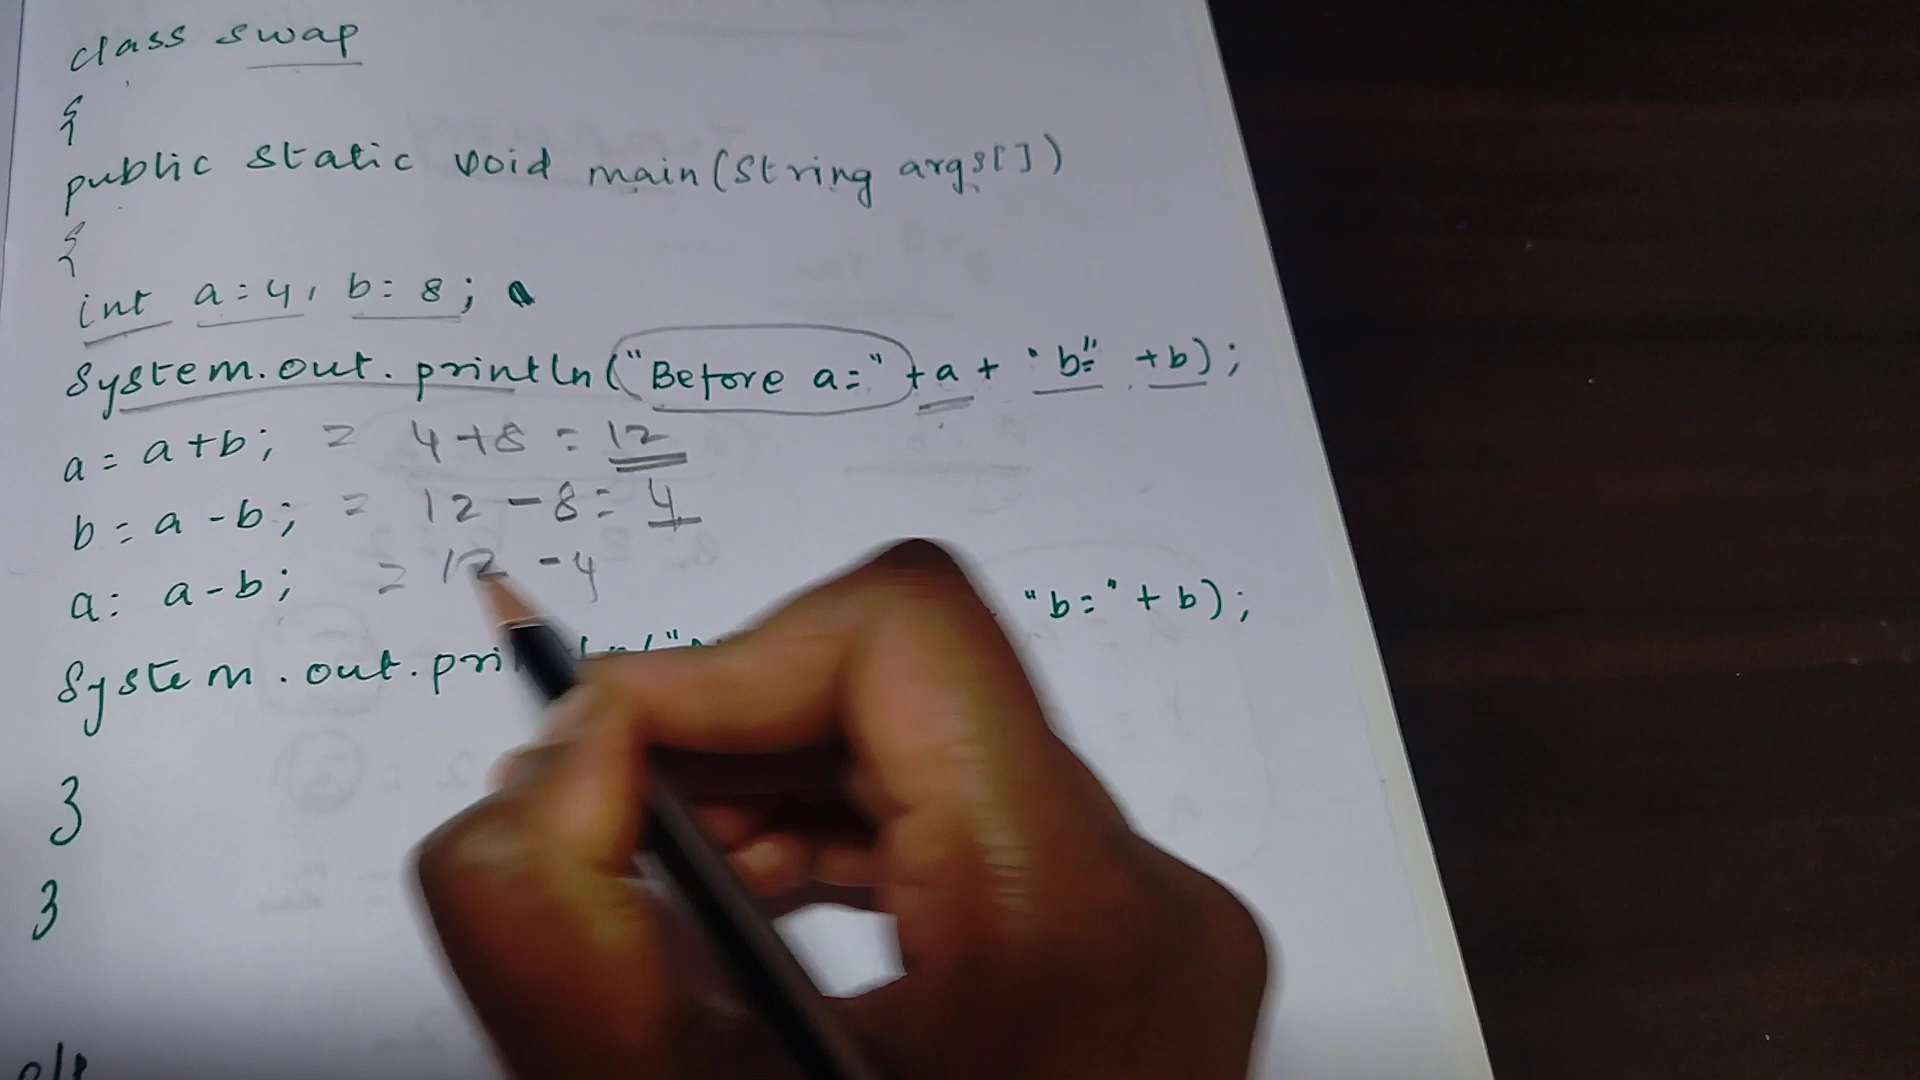 class swap
{
public static void main(String args[])
{
int a=4, b=8;
System.out.println("Before a="+a+"b="+b);
a=a+b; = 4+8 = 12
b=a-b; = 12-8=4
a=a-b; = 12-4
System.out.pri "b="+b);
}
}
o/p